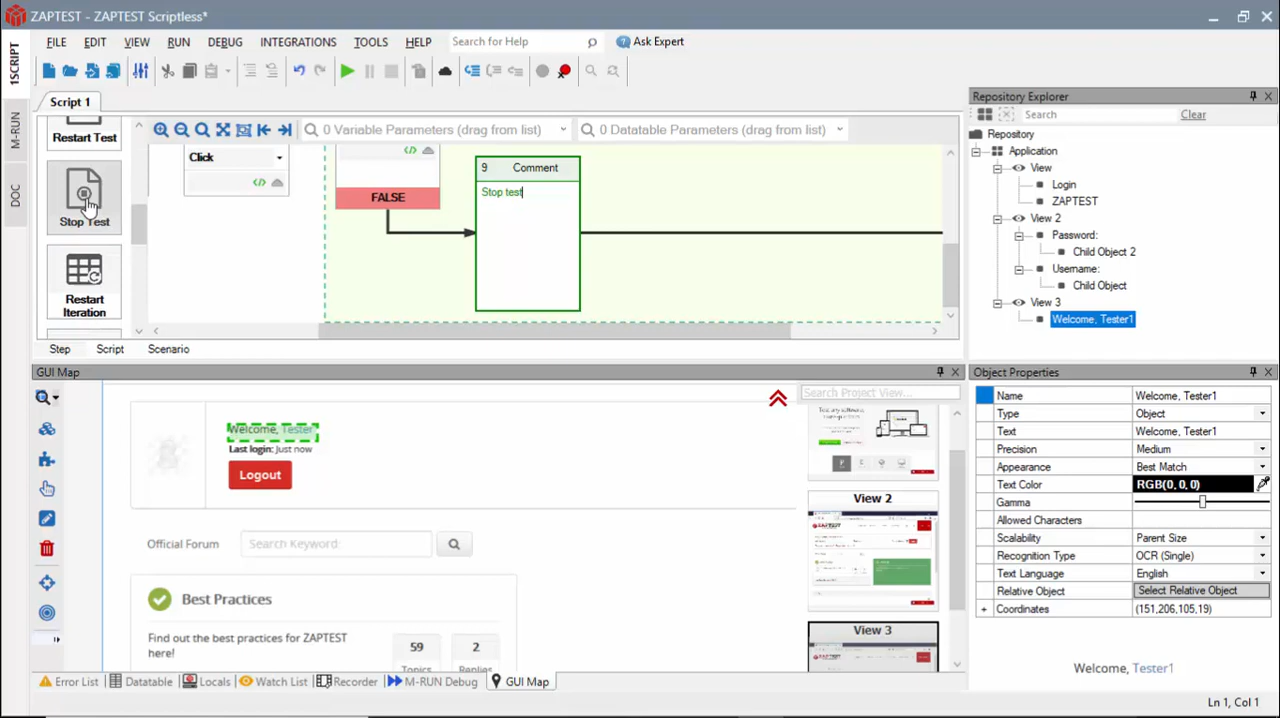 ZAPTEST - ZAPTEST Scriptless*
FILE EDIT VIEW RUN DEBUG INTEGRATIONS TOOLS HELP Search for Help Ask Expert
1SCRIPT
M-RUN
DOC
Script 1
Restart Test
Stop Test
Restart
Iteration
0 Variable Parameters (drag from list)
0 Datatable Parameters (drag from list)
Click
FALSE
9 Comment
Stop test
Step Script Scenario
Repository Explorer
Search Clear
Repository
Application
View
Login
ZAPTEST
View 2
Password:
Child Object 2
Username:
Child Object
View 3
Welcome, Tester1
GUI Map
Search Project View...
Welcome, Tester
Last login: Just now
Logout
Official Forum Search Keyword:
Best Practices
Find out the best practices for ZAPTEST
here!
59
Topics
2
Replies
View 2
View 3
Object Properties
Name Welcome, Tester1
Type Object
Text Welcome, Tester1
Precision Medium
Appearance Best Match
Text Color RGB(0, 0, 0)
Gamma
Allowed Characters
Scalability Parent Size
Recognition Type OCR (Single)
Text Language English
Relative Object Select Relative Object
Coordinates (151,206,105,19)
Welcome, Tester1
Error List Datatable Locals Watch List Recorder M-RUN Debug GUI Map
Ln 1, Col 1